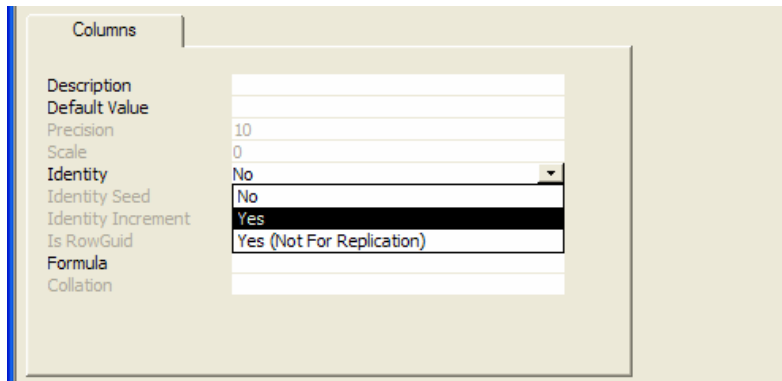 Columns
Description
Default Value
Precision 10
Scale 0
Identity No
Identity Seed No
Identity Increment Yes
Is RowGuid Yes (Not For Replication)
Formula
Collation